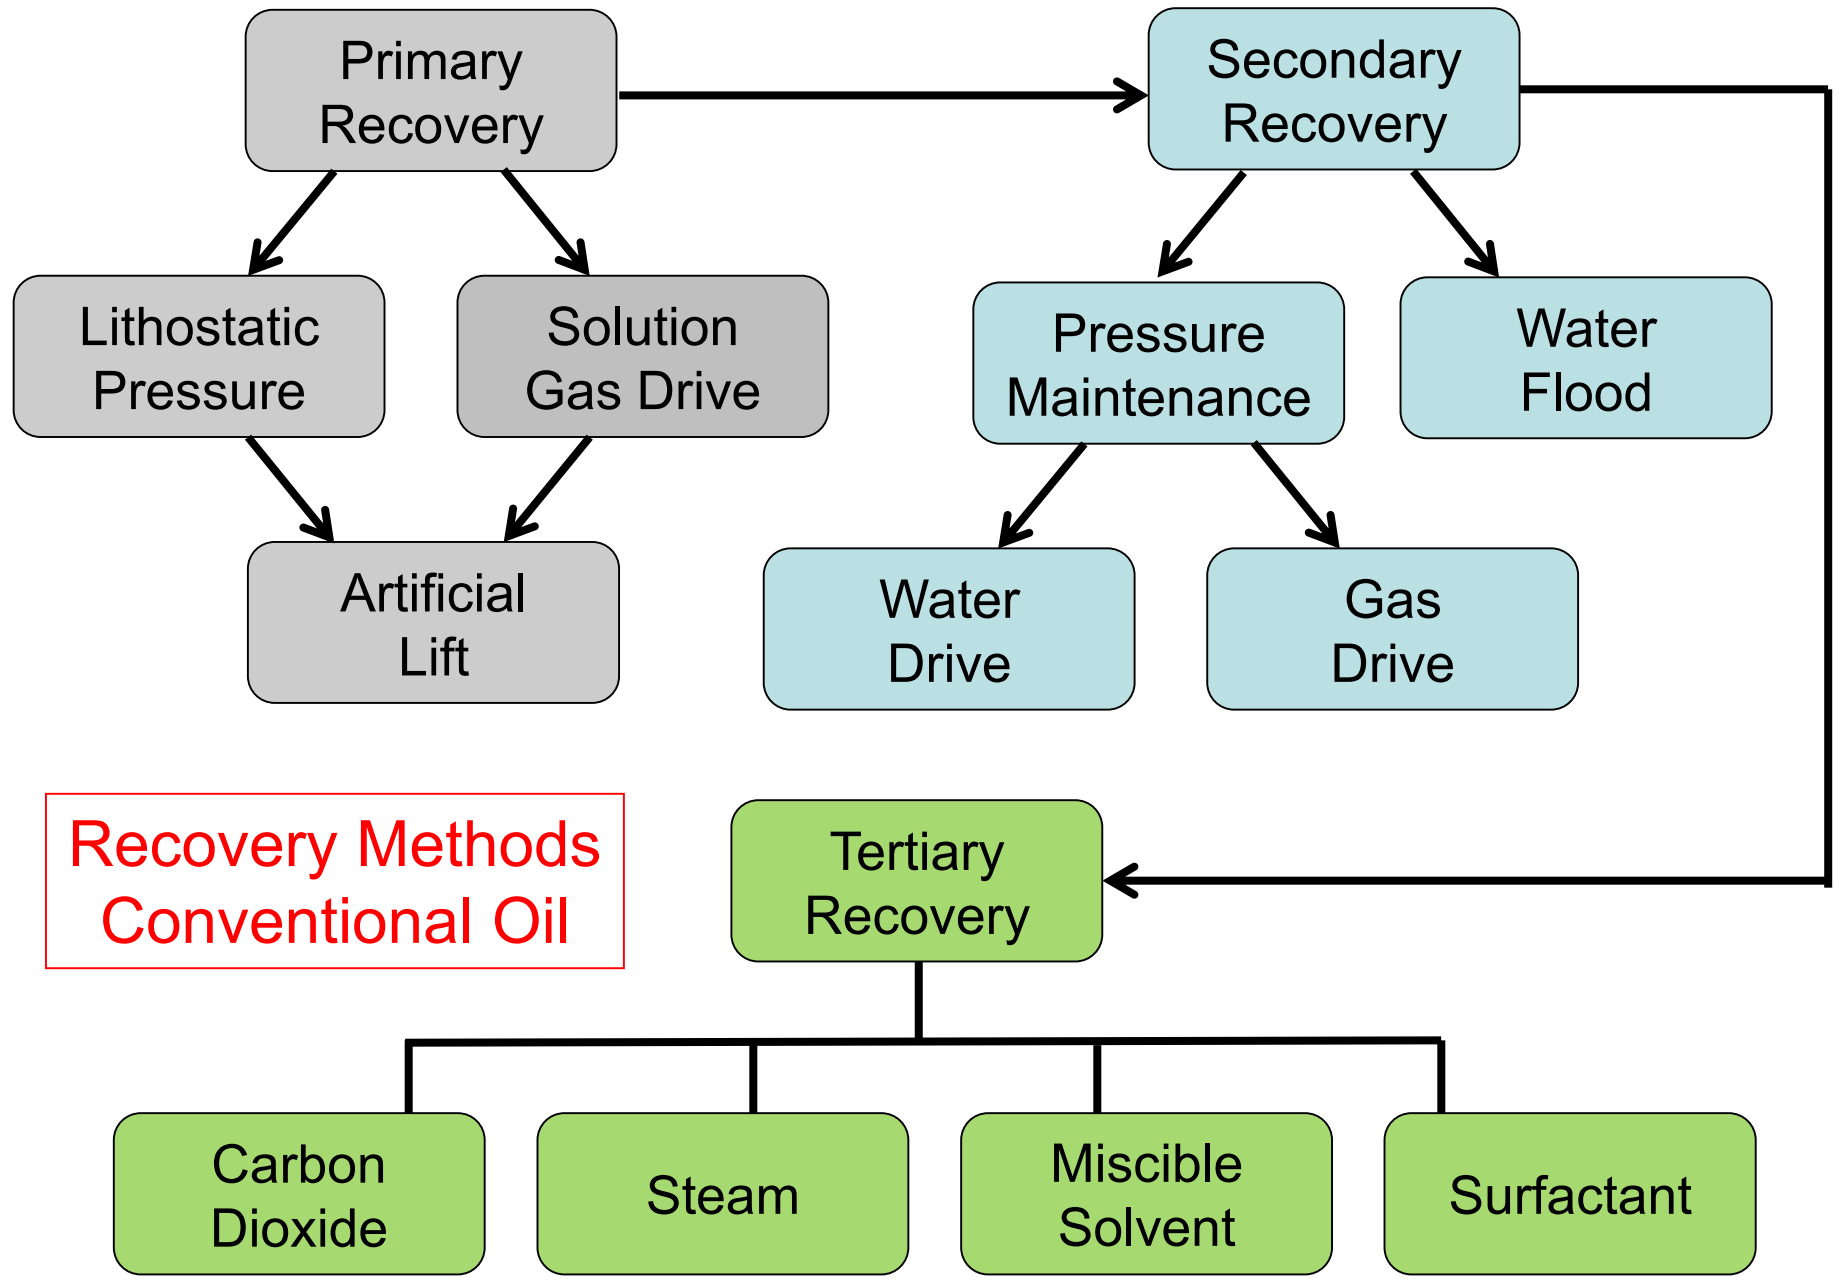 Primary
Recovery
Secondary
Recovery
Lithostatic
Pressure
Solution
Gas Drive
Pressure
Maintenance
Water
Flood
Artificial
Lift
Water
Drive
Gas
Drive
Recovery Methods
Conventional Oil
Tertiary
Recovery
Carbon
Dioxide
Steam
Miscible
Solvent
Surfactant